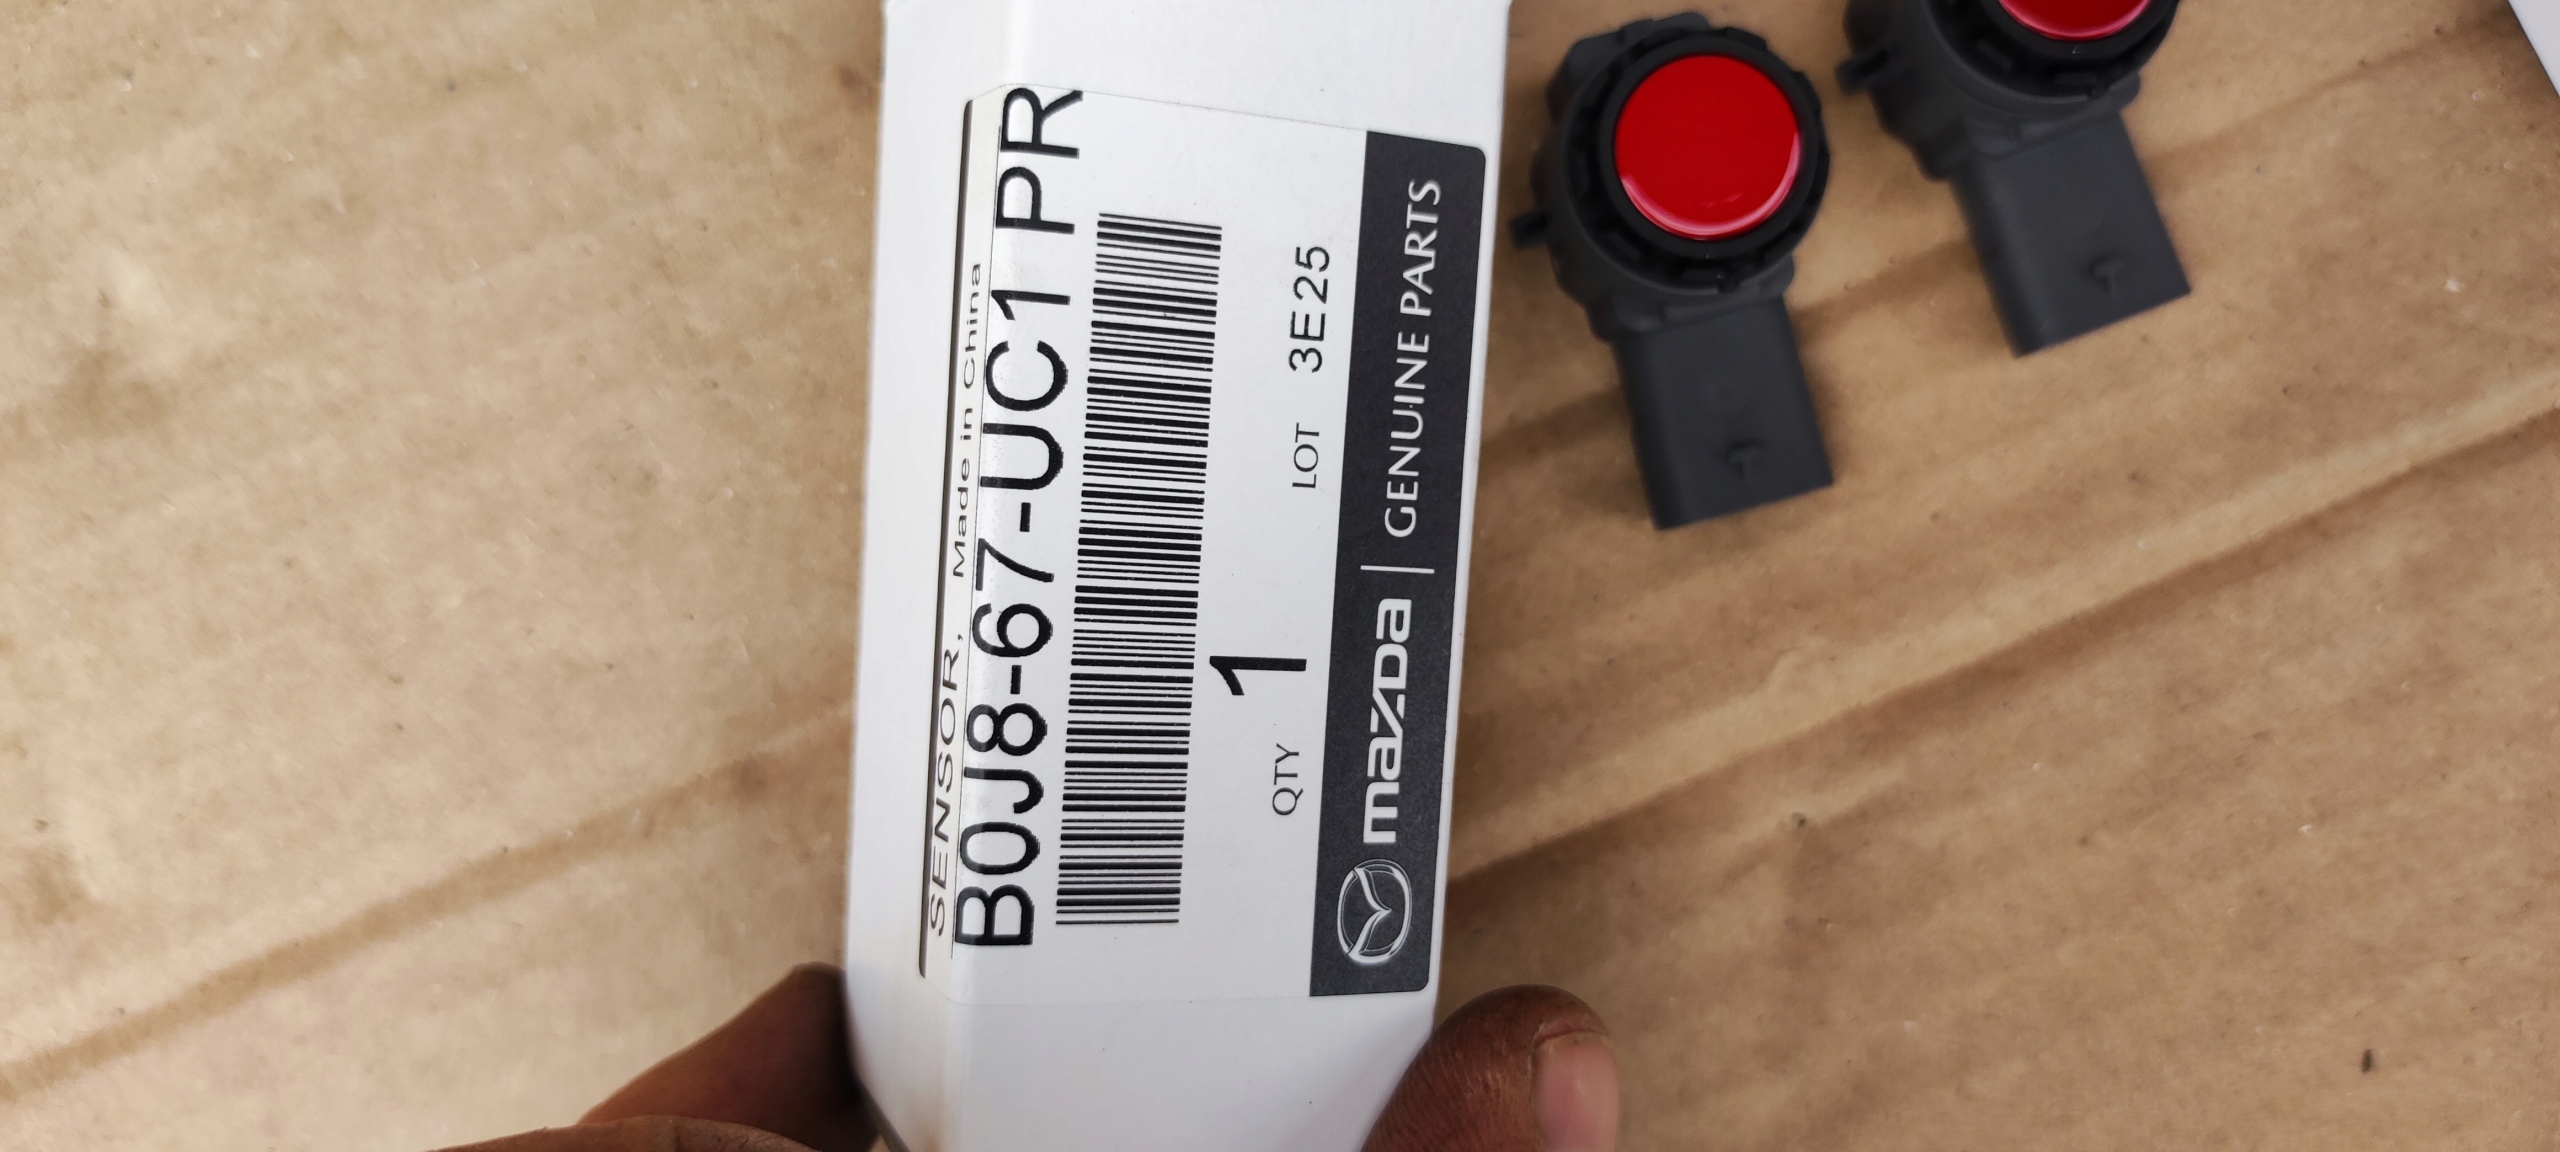 SENSOR, Made in China
B0J8-67-UC1 PR
QTY 1 LOT 3E25
mazda | GENUINE PARTS